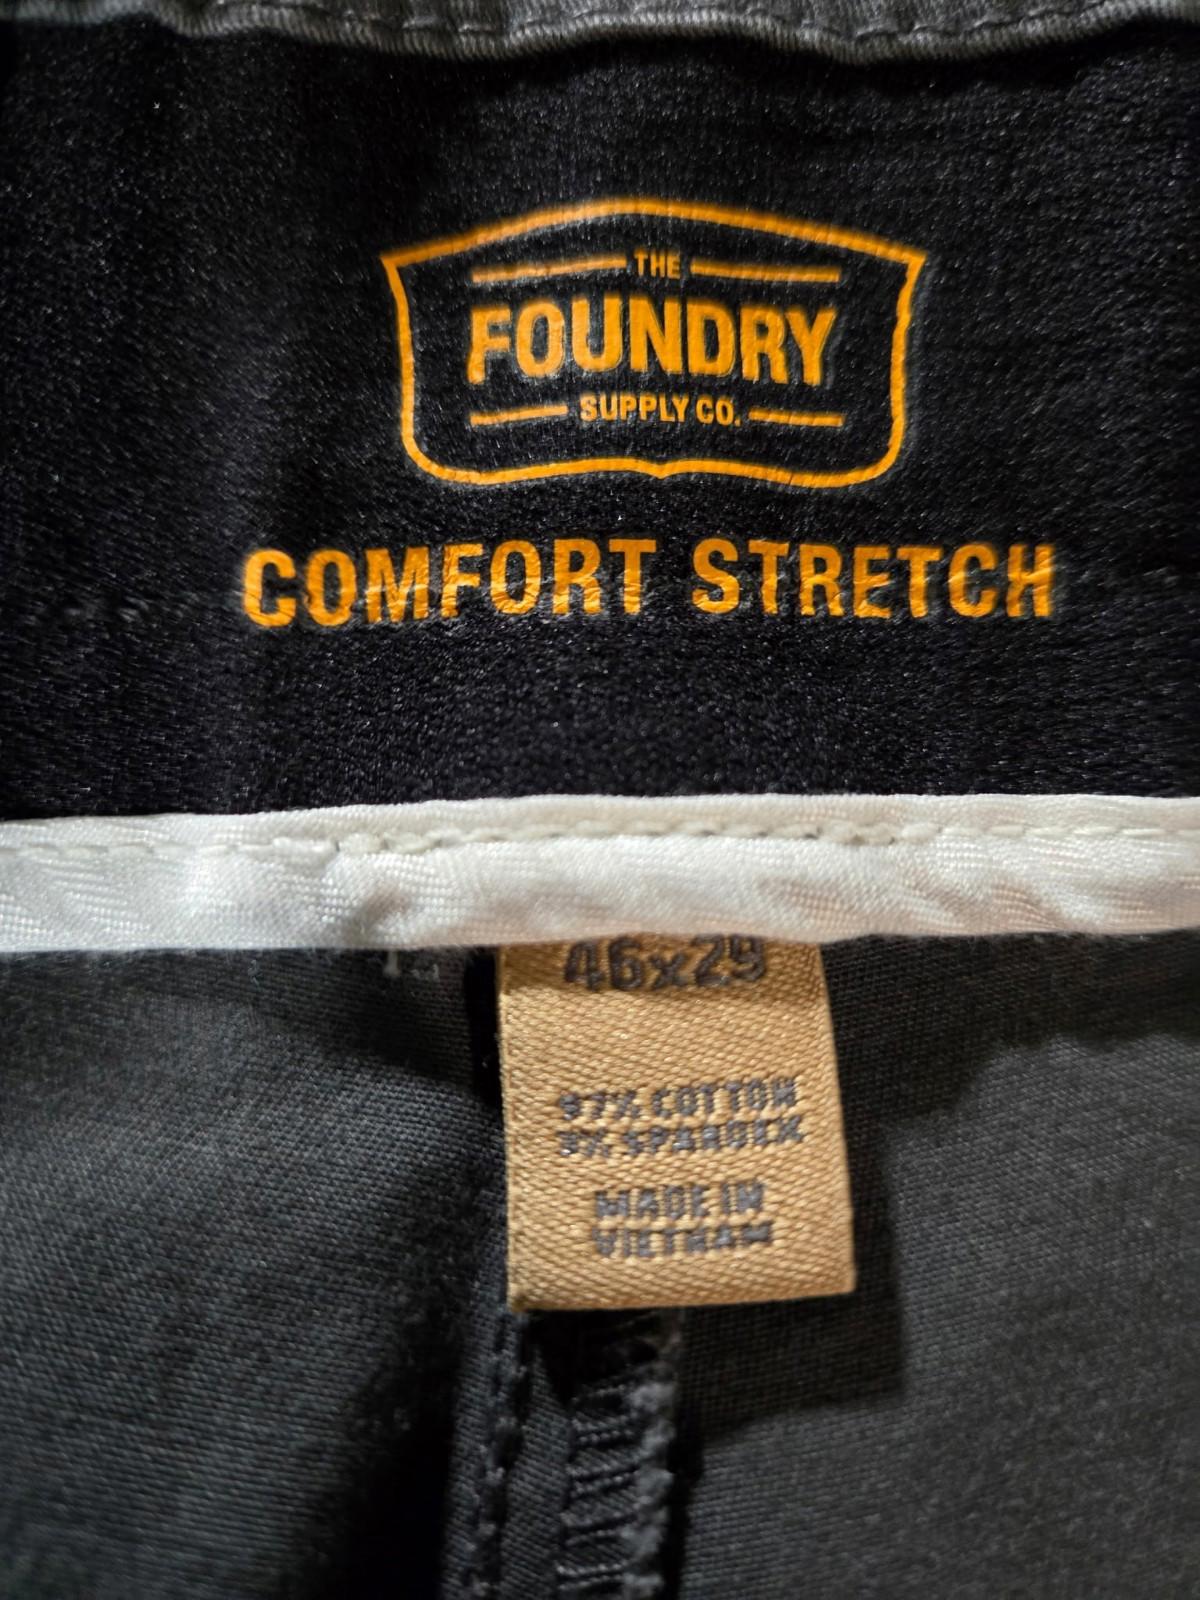 THE
FOUNDRY
SUPPLY CO.
COMFORT STRETCH
46x29
97% COTTON
3% SPANDEX
MADE IN
VIETNAM